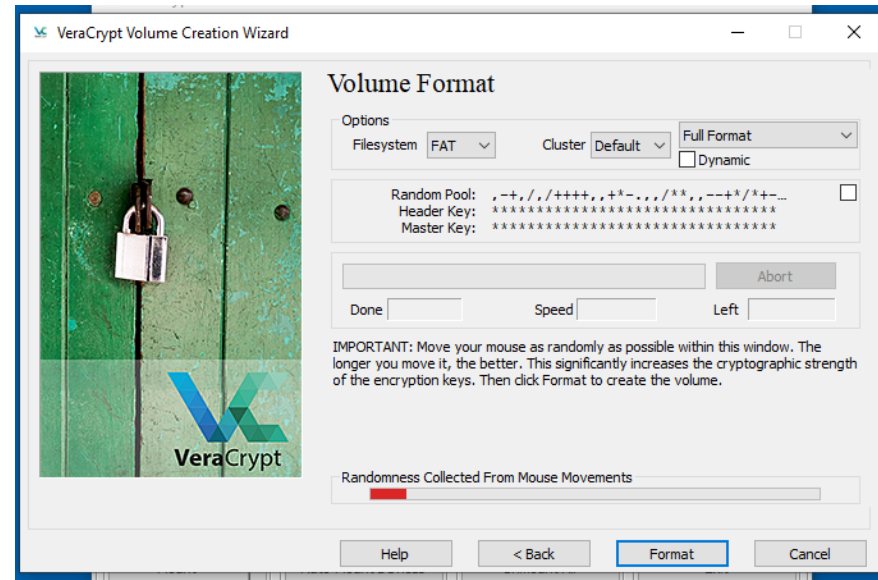 VeraCrypt Volume Creation Wizard
Volume Format
Options
Filesystem FAT Cluster Default Full Format
Dynamic
Random Pool: ,-+,/,/++++,,+*-.,,/**,,--+*/*+-...
Header Key: ********************************
Master Key: ********************************
Abort
Done Speed Left
IMPORTANT: Move your mouse as randomly as possible within this window. The
longer you move it, the better. This significantly increases the cryptographic strength
of the encryption keys. Then click Format to create the volume.
VeraCrypt
Randomness Collected From Mouse Movements
Help < Back Format Cancel